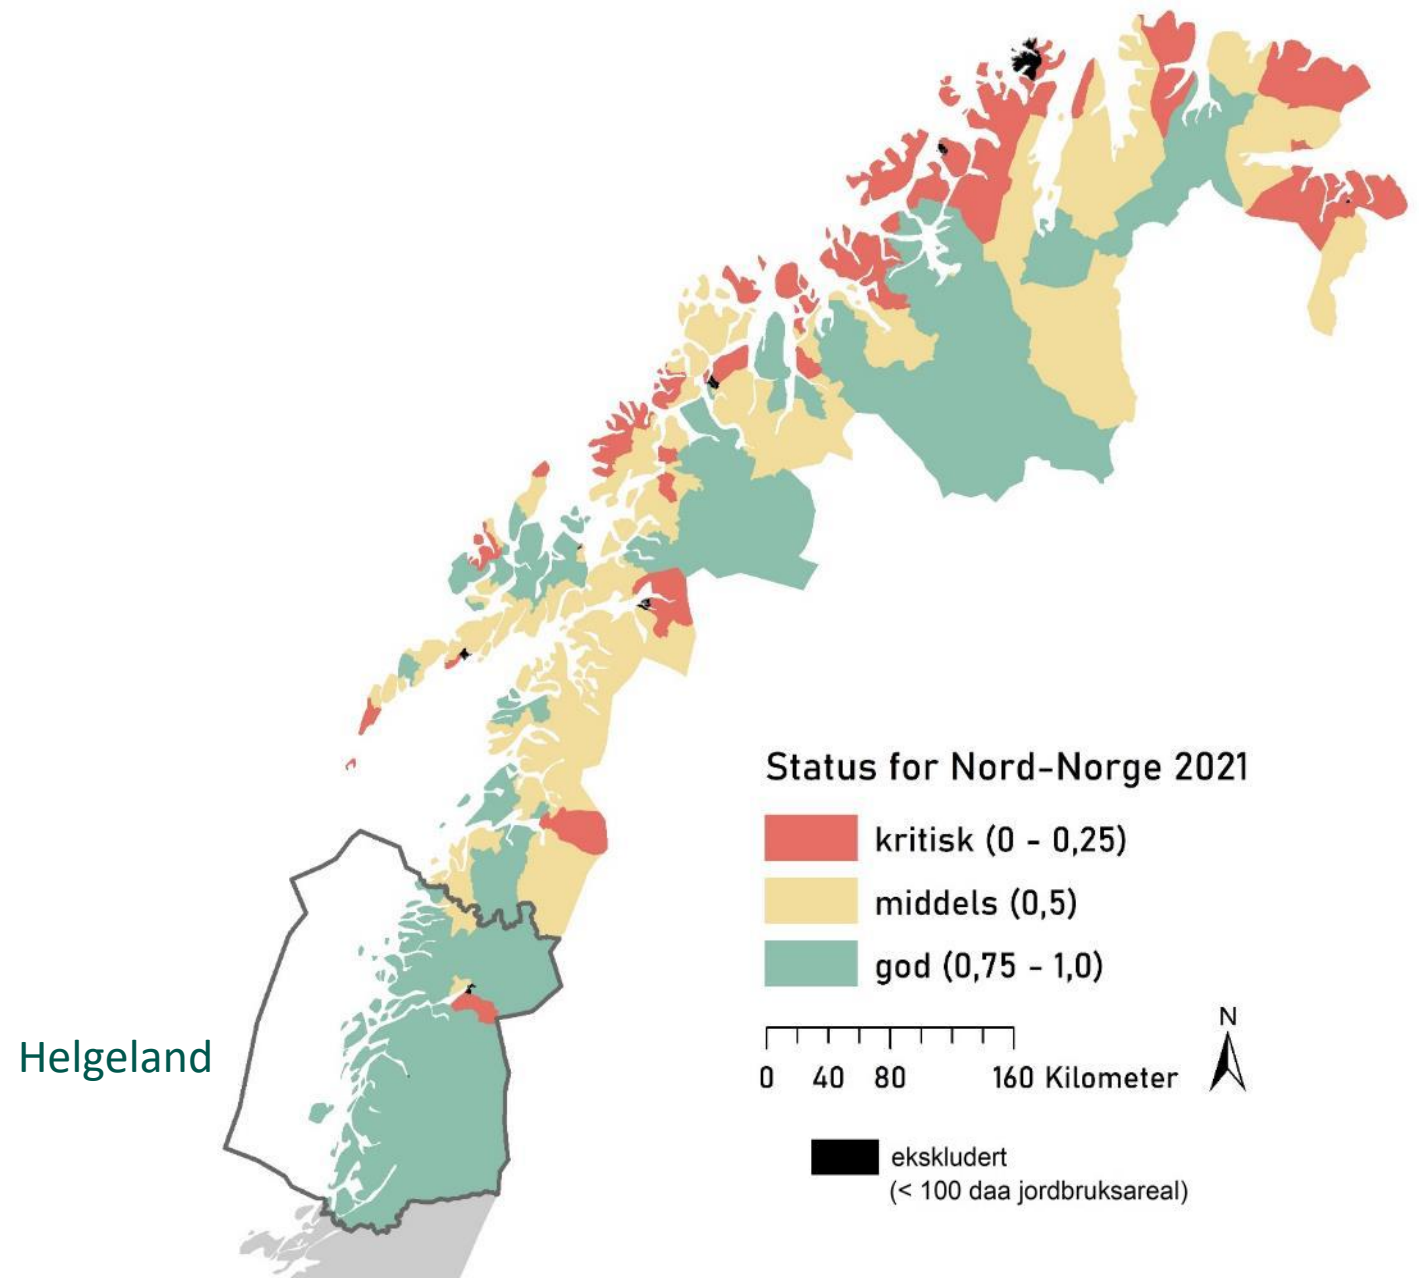 Status for Nord-Norge 2021
kritisk (0 - 0,25)
middels (0,5)
god (0,75 - 1,0)
N
0 40 80 160 Kilometer
Helgeland
ekskludert
(< 100 daa jordbruksareal)